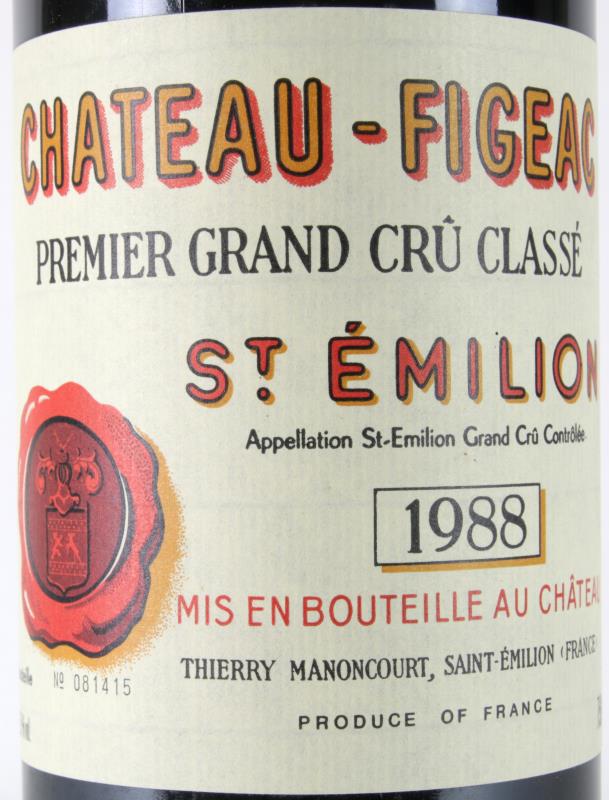 CHATEAU-FIGEAC
PREMIER GRAND CRÛ CLASSÉ
ST. ÉMILION
Appellation St-Emilion Grand Crû Contrôlée
1988
MIS EN BOUTEILLE AU CHÂTEAU
THIERRY MANONCOURT, SAINT-ÉMILION (FRANCE)
Nº 081415
PRODUCE OF FRANCE